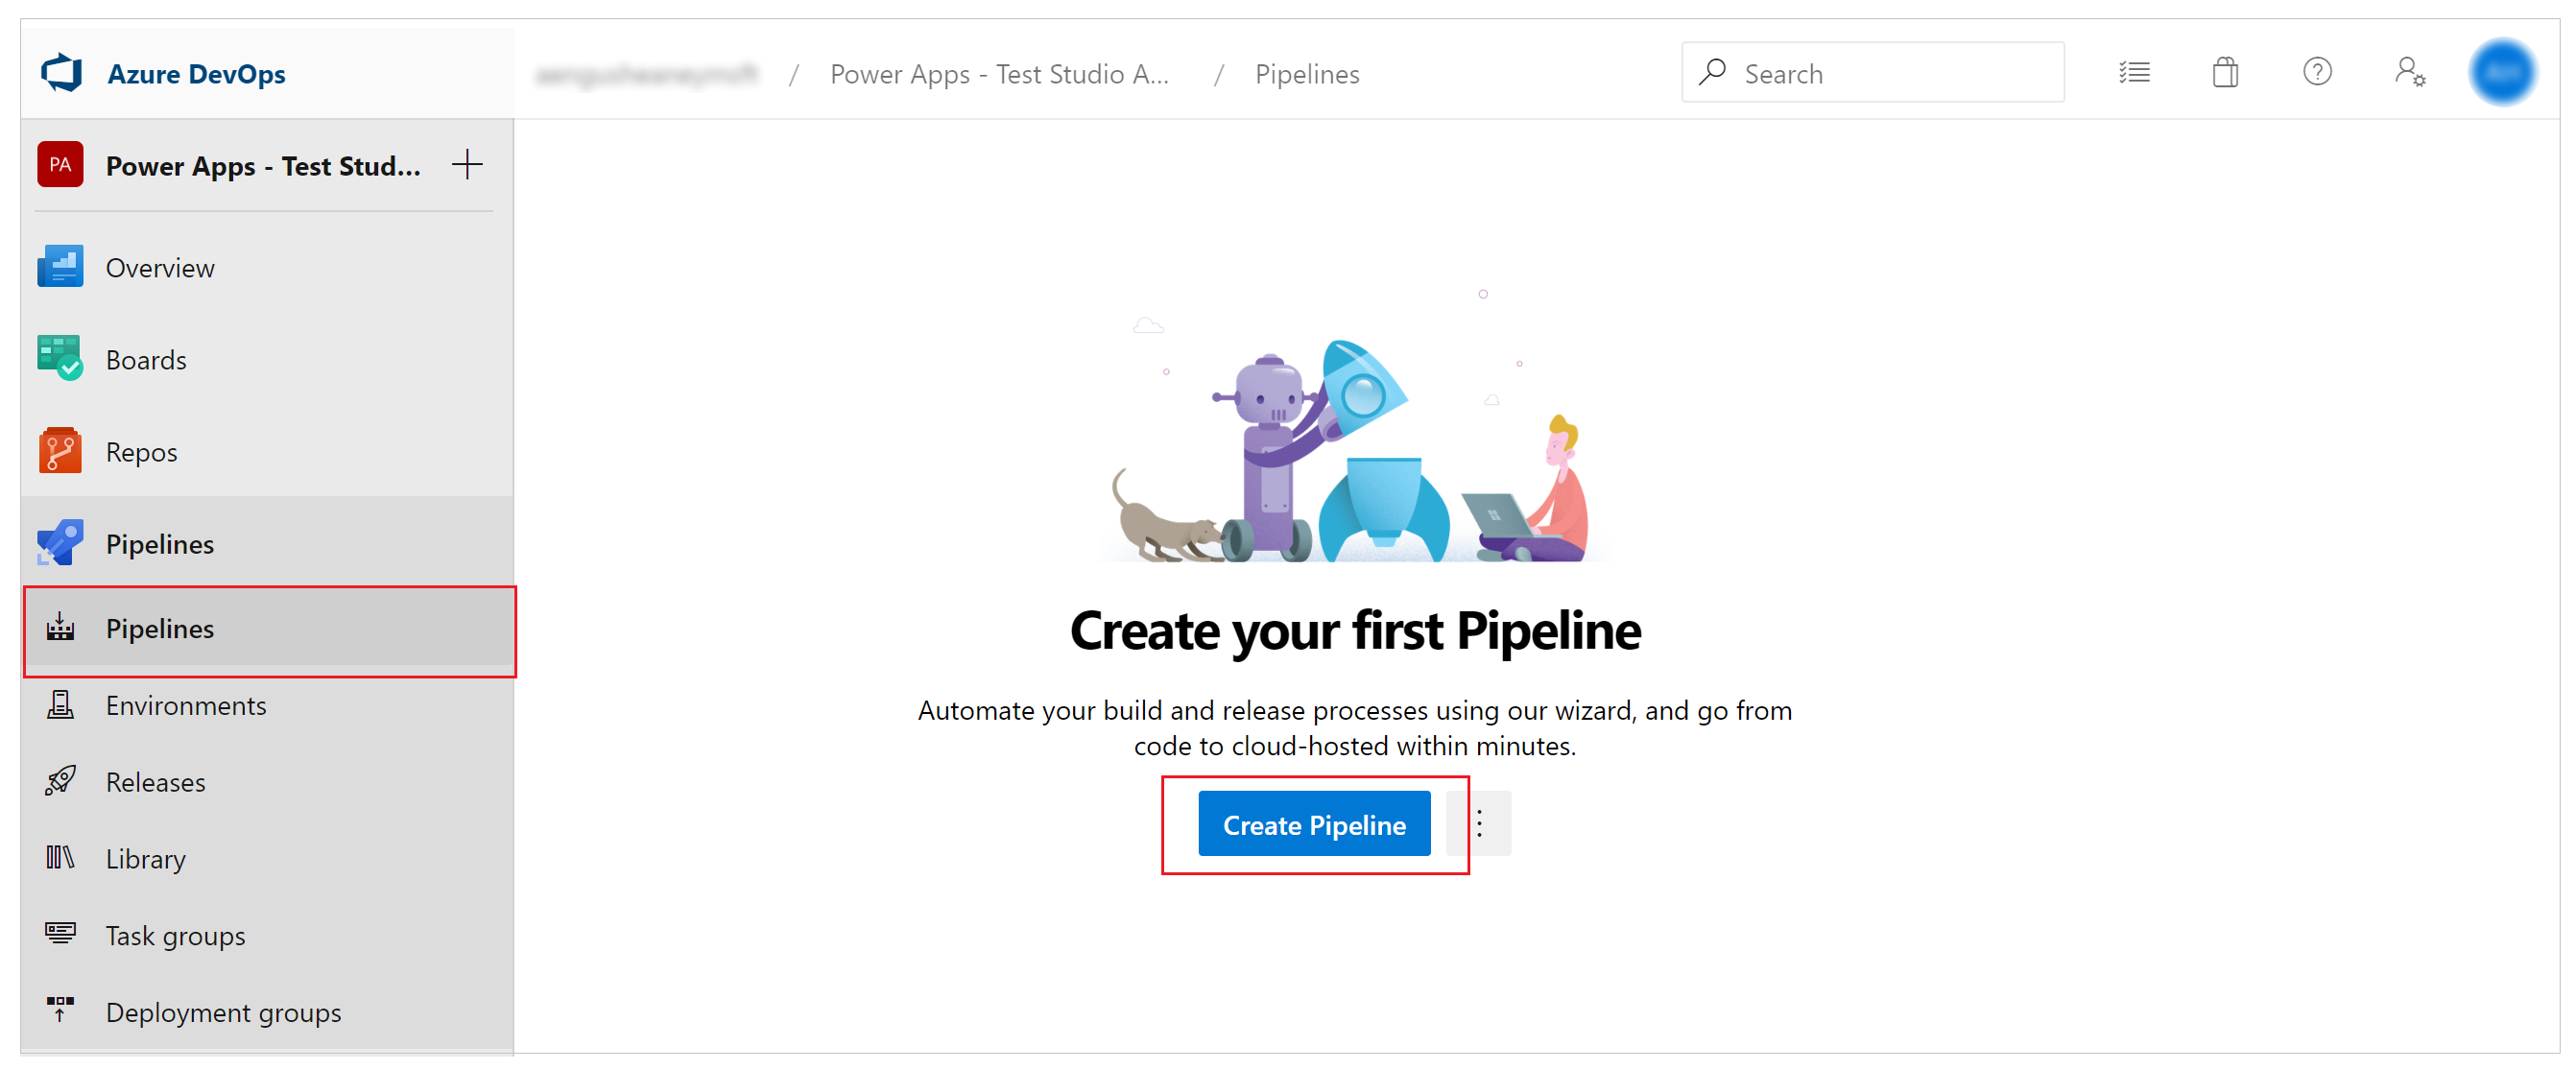 Azure DevOps
/ Power Apps - Test Studio A... / Pipelines
Search
PA Power Apps - Test Stud...
Overview
Boards
Repos
Pipelines
Pipelines
Environments
Releases
Library
Task groups
Deployment groups
Create your first Pipeline
Automate your build and release processes using our wizard, and go from
code to cloud-hosted within minutes.
Create Pipeline